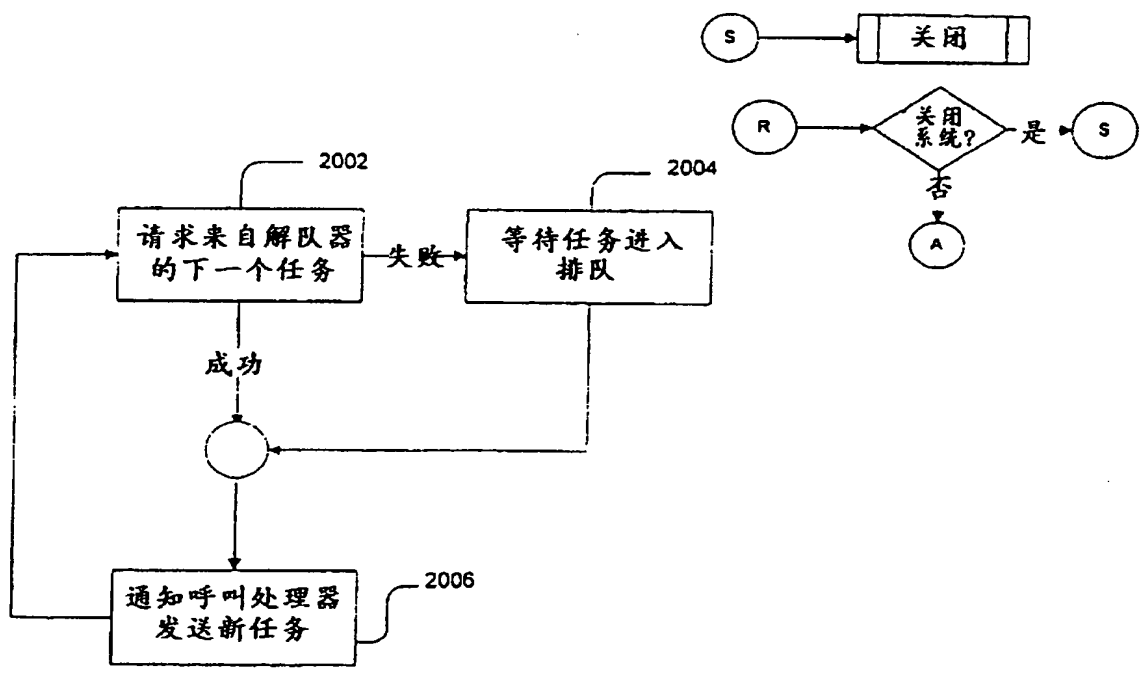 S
关闭
R
关闭
系统?
是
S
否
A
2002
2004
请求来自解队器
的下一个任务
失败
等待任务进入
排队
成功
2006
通知呼叫处理器
发送新任务